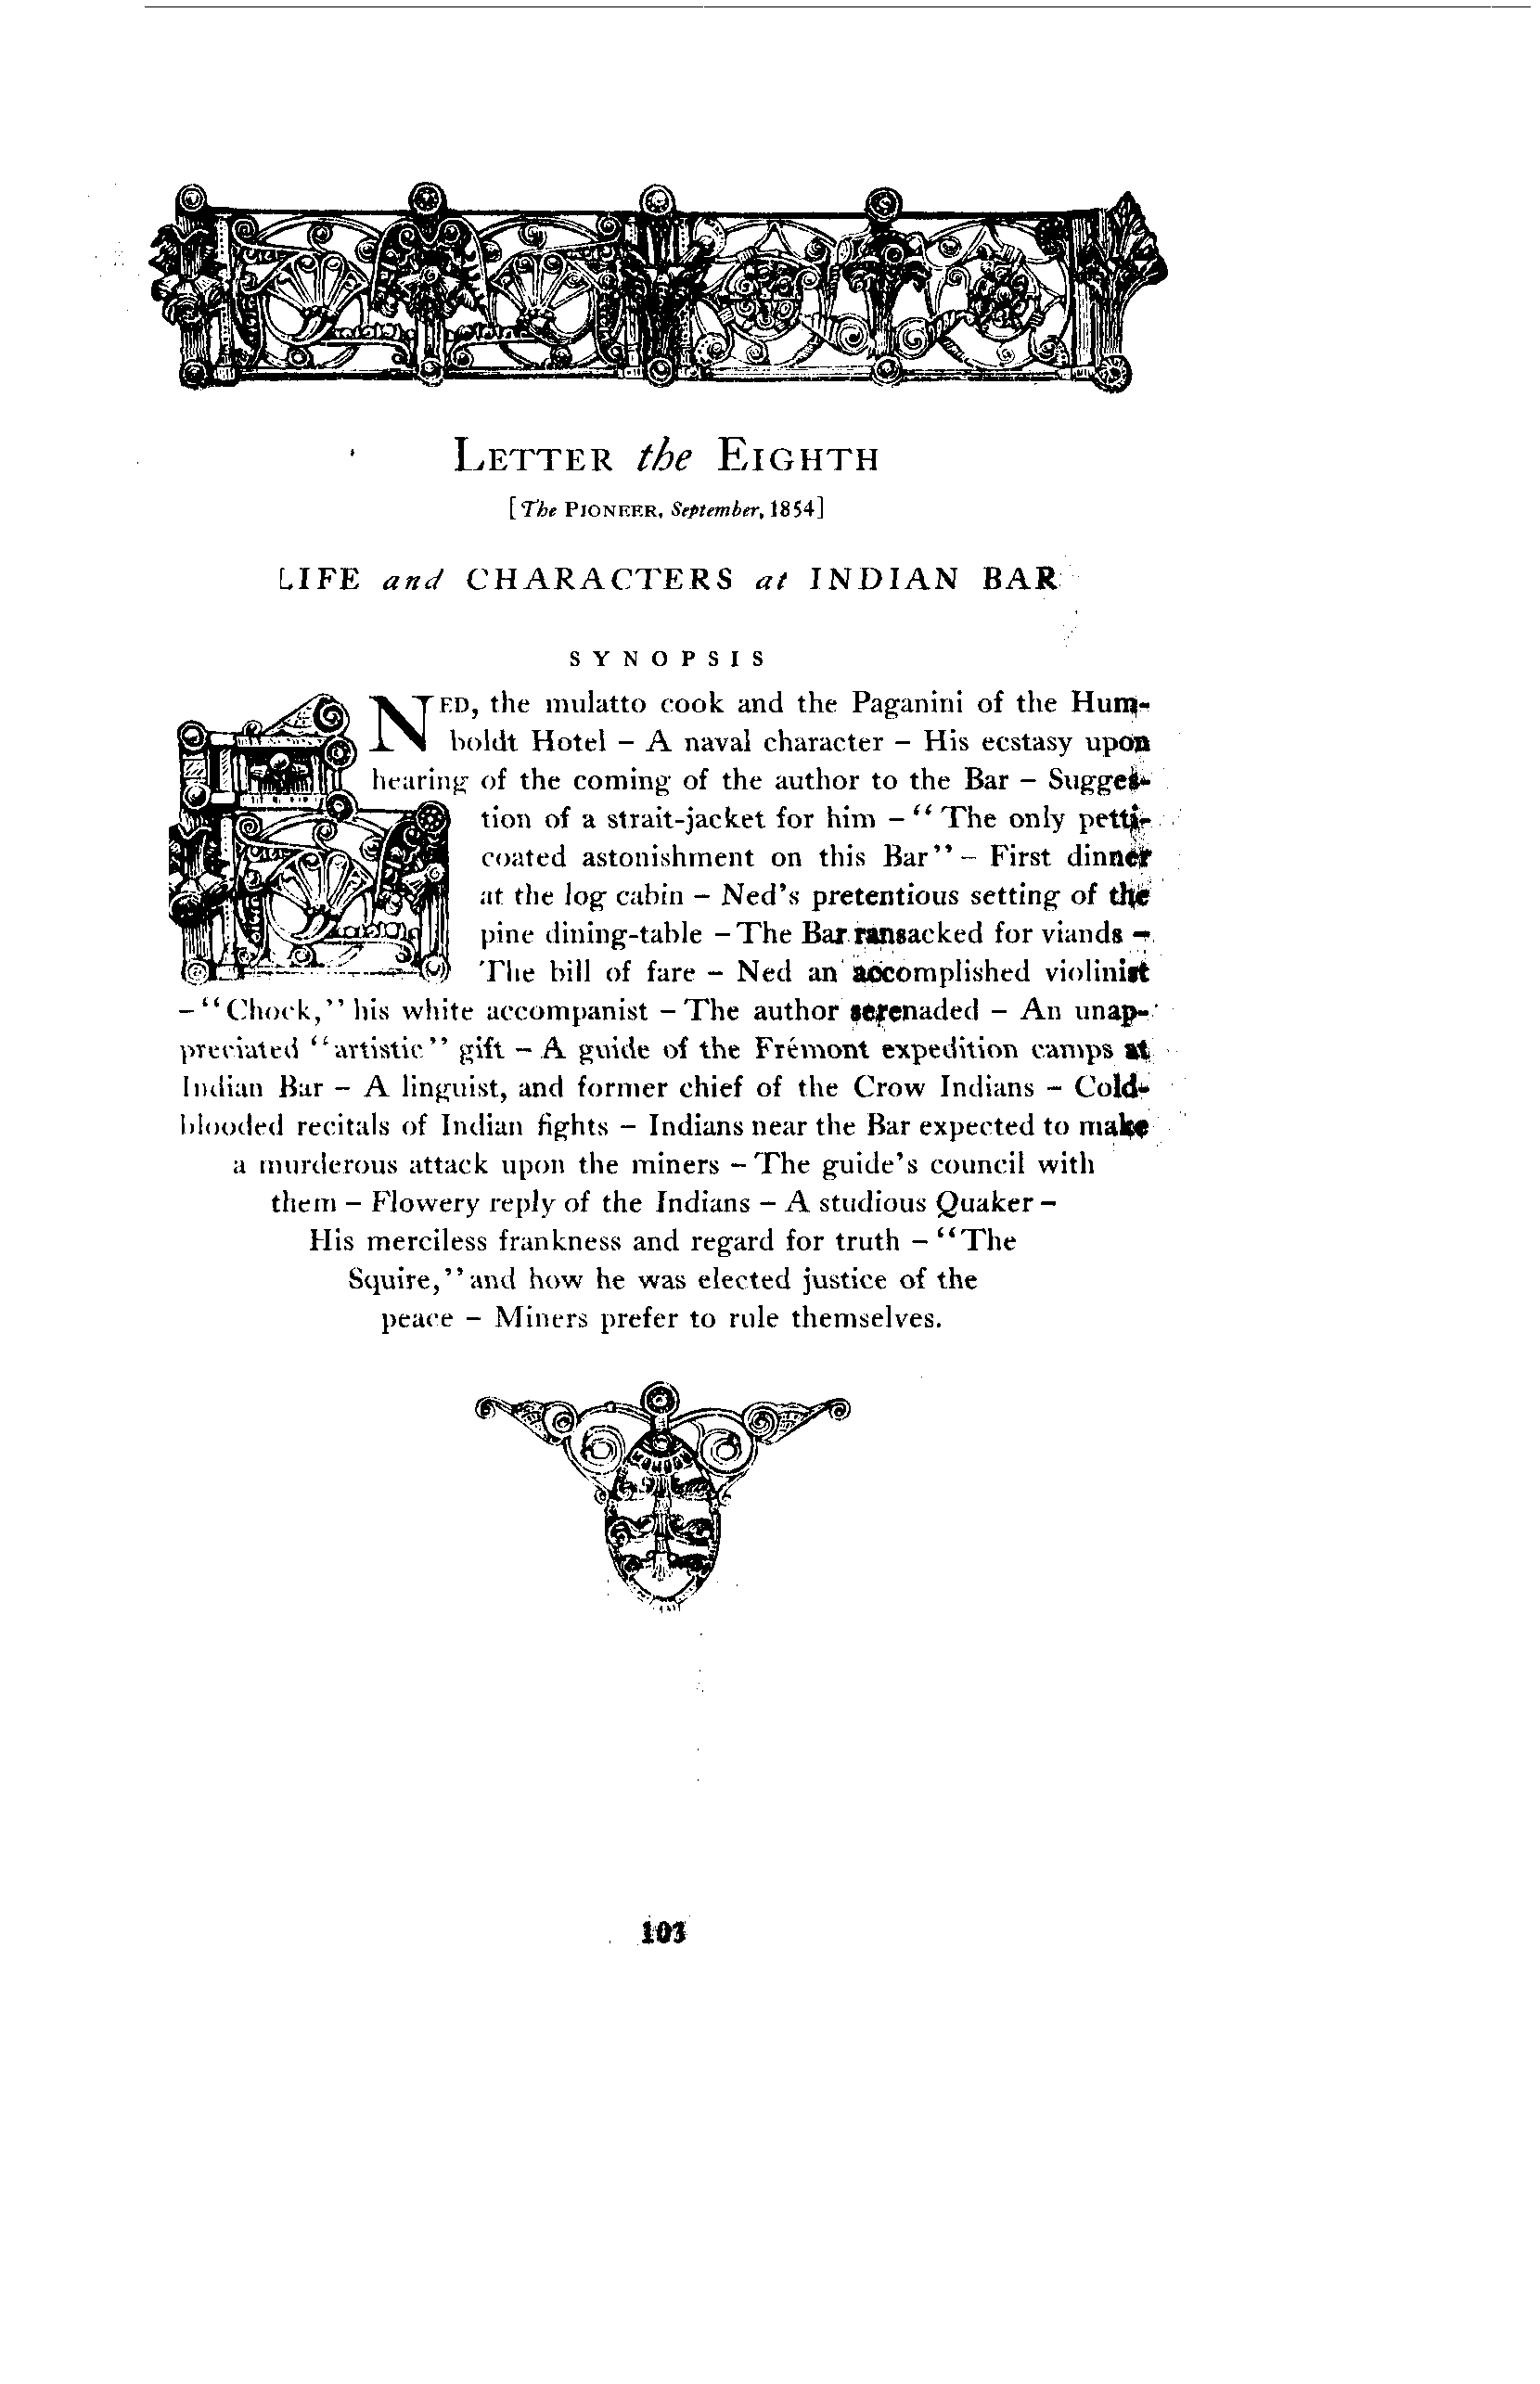 LETTER the EIGHTH
[The PIONEER, September, 1854]
LIFE and CHARACTERS at INDIAN BAR
SYNOPSIS
NED, the mulatto cook and the Paganini of the Hum-
boldt Hotel – A naval character – His ecstasy upon
hearing of the coming of the author to the Bar – Sugges-
tion of a strait-jacket for him – “The only petti-
coated astonishment on this Bar” – First dinner
at the log cabin – Ned's pretentious setting of the
pine dining-table – The Bar ransacked for viands –
The bill of fare – Ned an accomplished violinist
– “Chock,” his white accompanist – The author serenaded – An unap-
preciated “artistic” gift – A guide of the Frémont expedition camps at
Indian Bar – A linguist, and former chief of the Crow Indians – Cold-
blooded recitals of Indian fights – Indians near the Bar expected to make
a murderous attack upon the miners – The guide's council with
them – Flowery reply of the Indians – A studious Quaker –
His merciless frankness and regard for truth – “The
Squire,” and how he was elected justice of the
peace – Miners prefer to rule themselves.
103